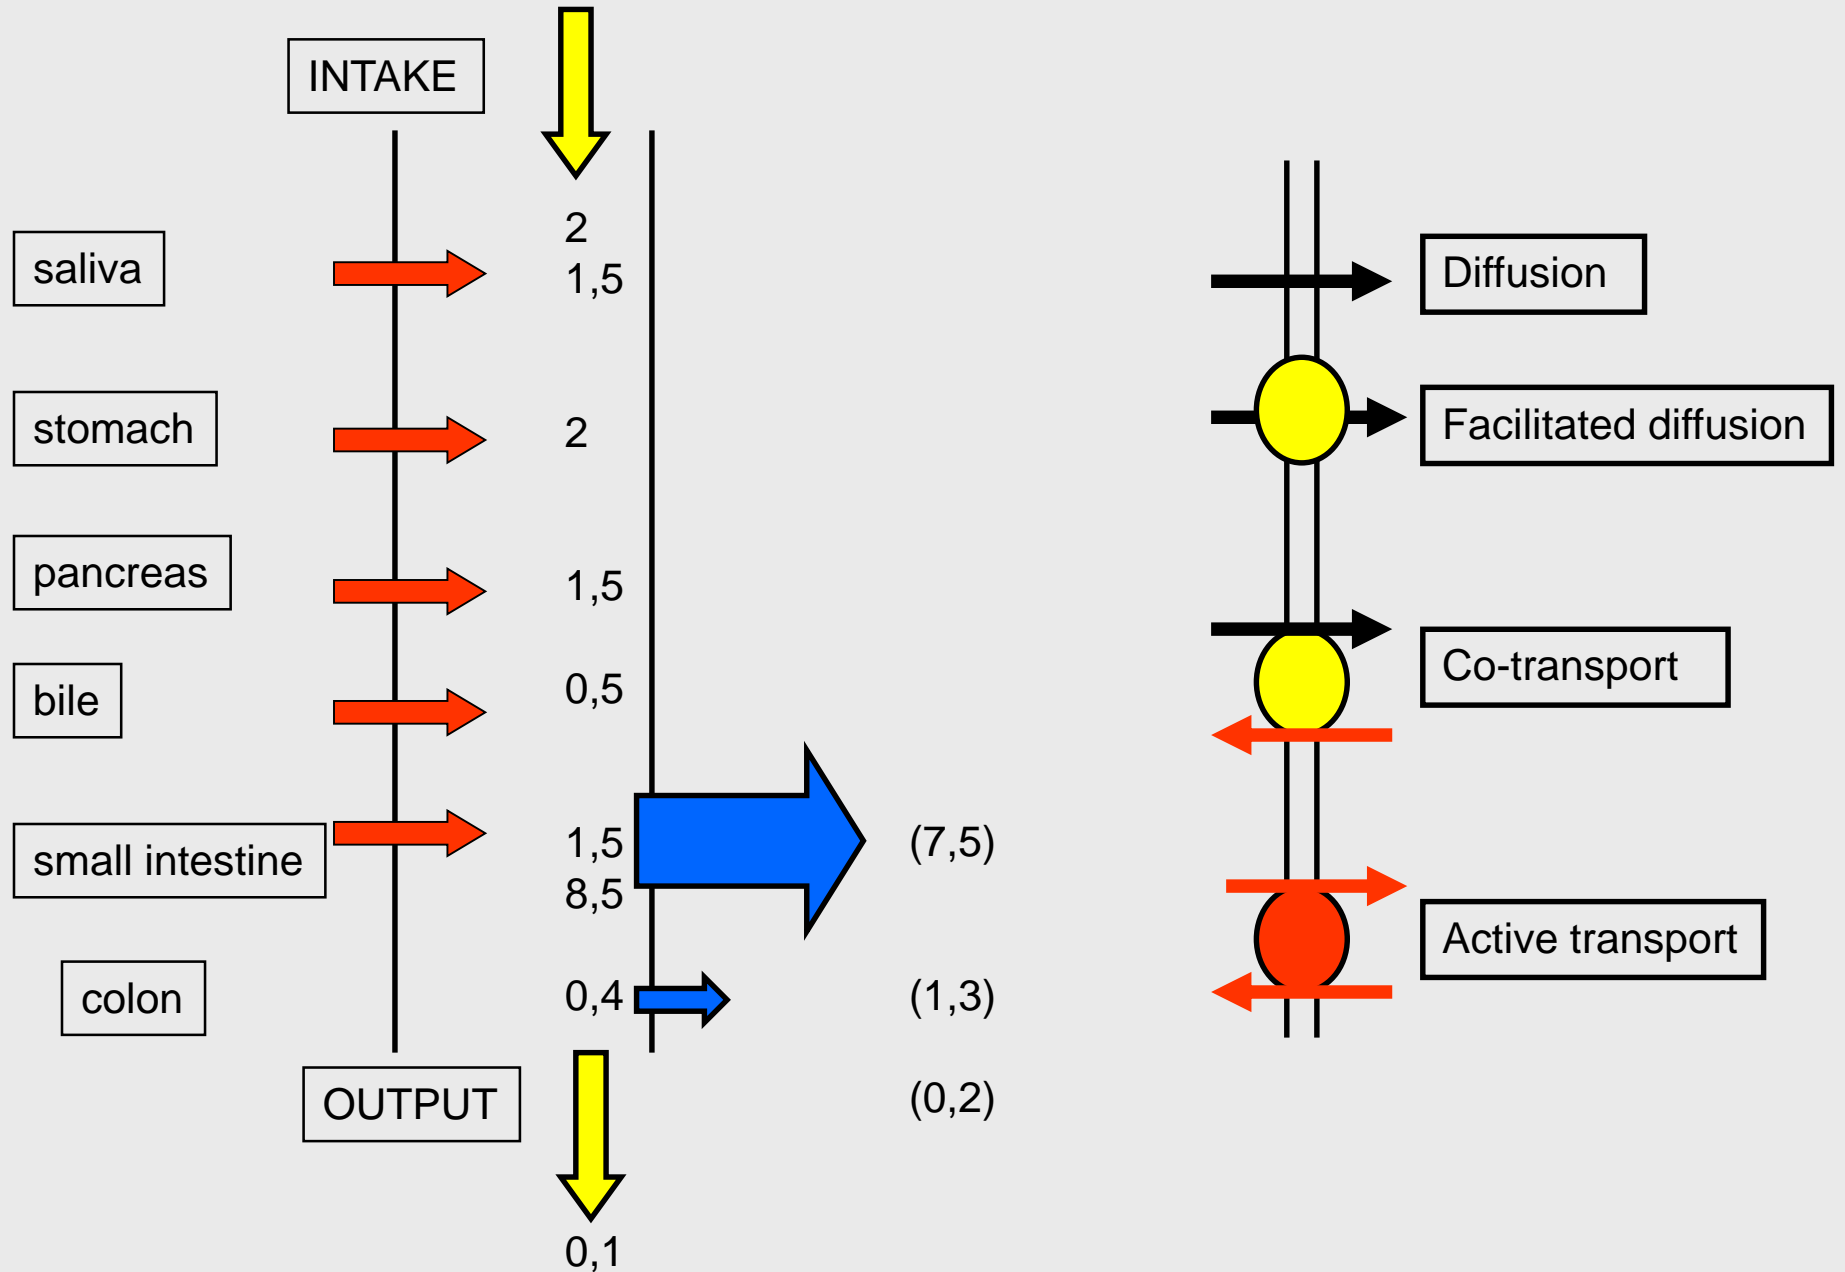 INTAKE
2
saliva
1,5
stomach
2
pancreas
1,5
bile
0,5
small intestine
1,5
(7,5)
8,5
colon
0,4
(1,3)
OUTPUT
(0,2)
0,1
Diffusion
Facilitated diffusion
Co-transport
Active transport